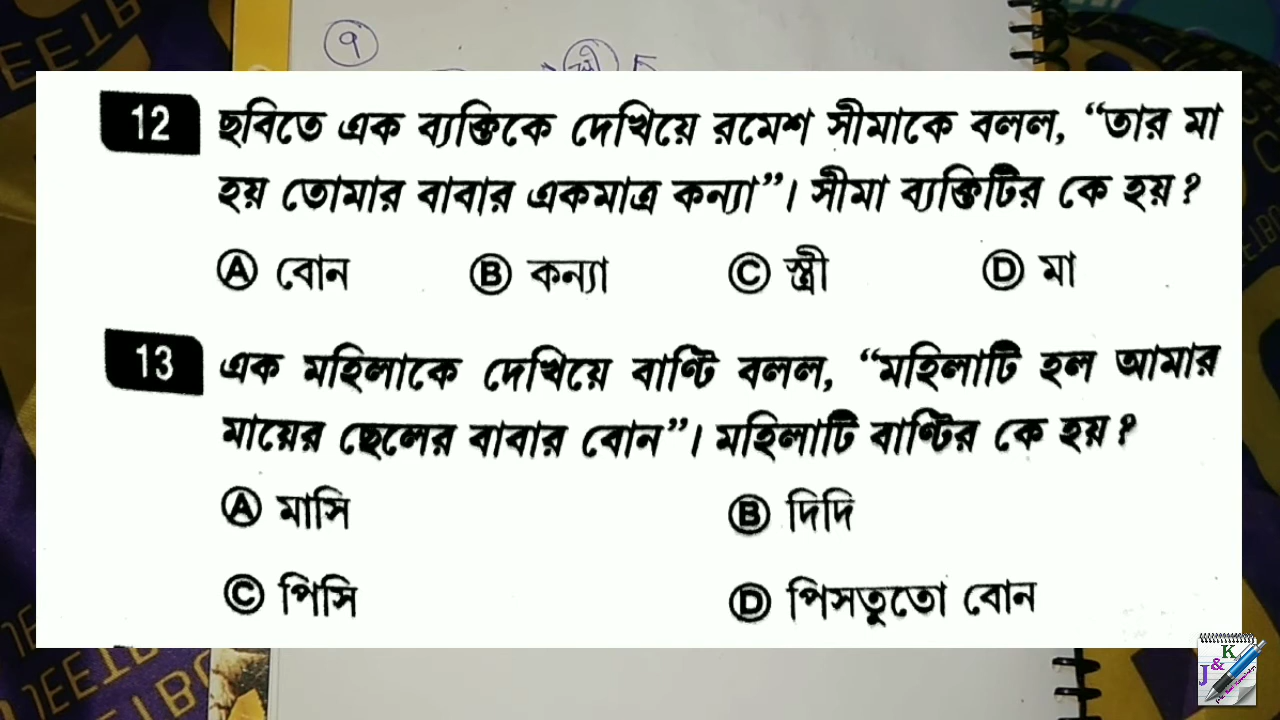 ৭
12 ছবিতে এক ব্যক্তিকে দেখিয়ে রমেশ সীমাকে বলল, “তার মা
হয় তোমার বাবার একমাত্র কন্যা”। সীমা ব্যক্তিটির কে হয়?
A বোন B কন্যা C স্ত্রী D মা
13 এক মহিলাকে দেখিয়ে বাণ্টি বলল, “মহিলাটি হল আমার
মায়ের ছেলের বাবার বোন”। মহিলাটি বাণ্টির কে হয়?
A মাসি B দিদি
C পিসি D পিসতুতো বোন
J&K